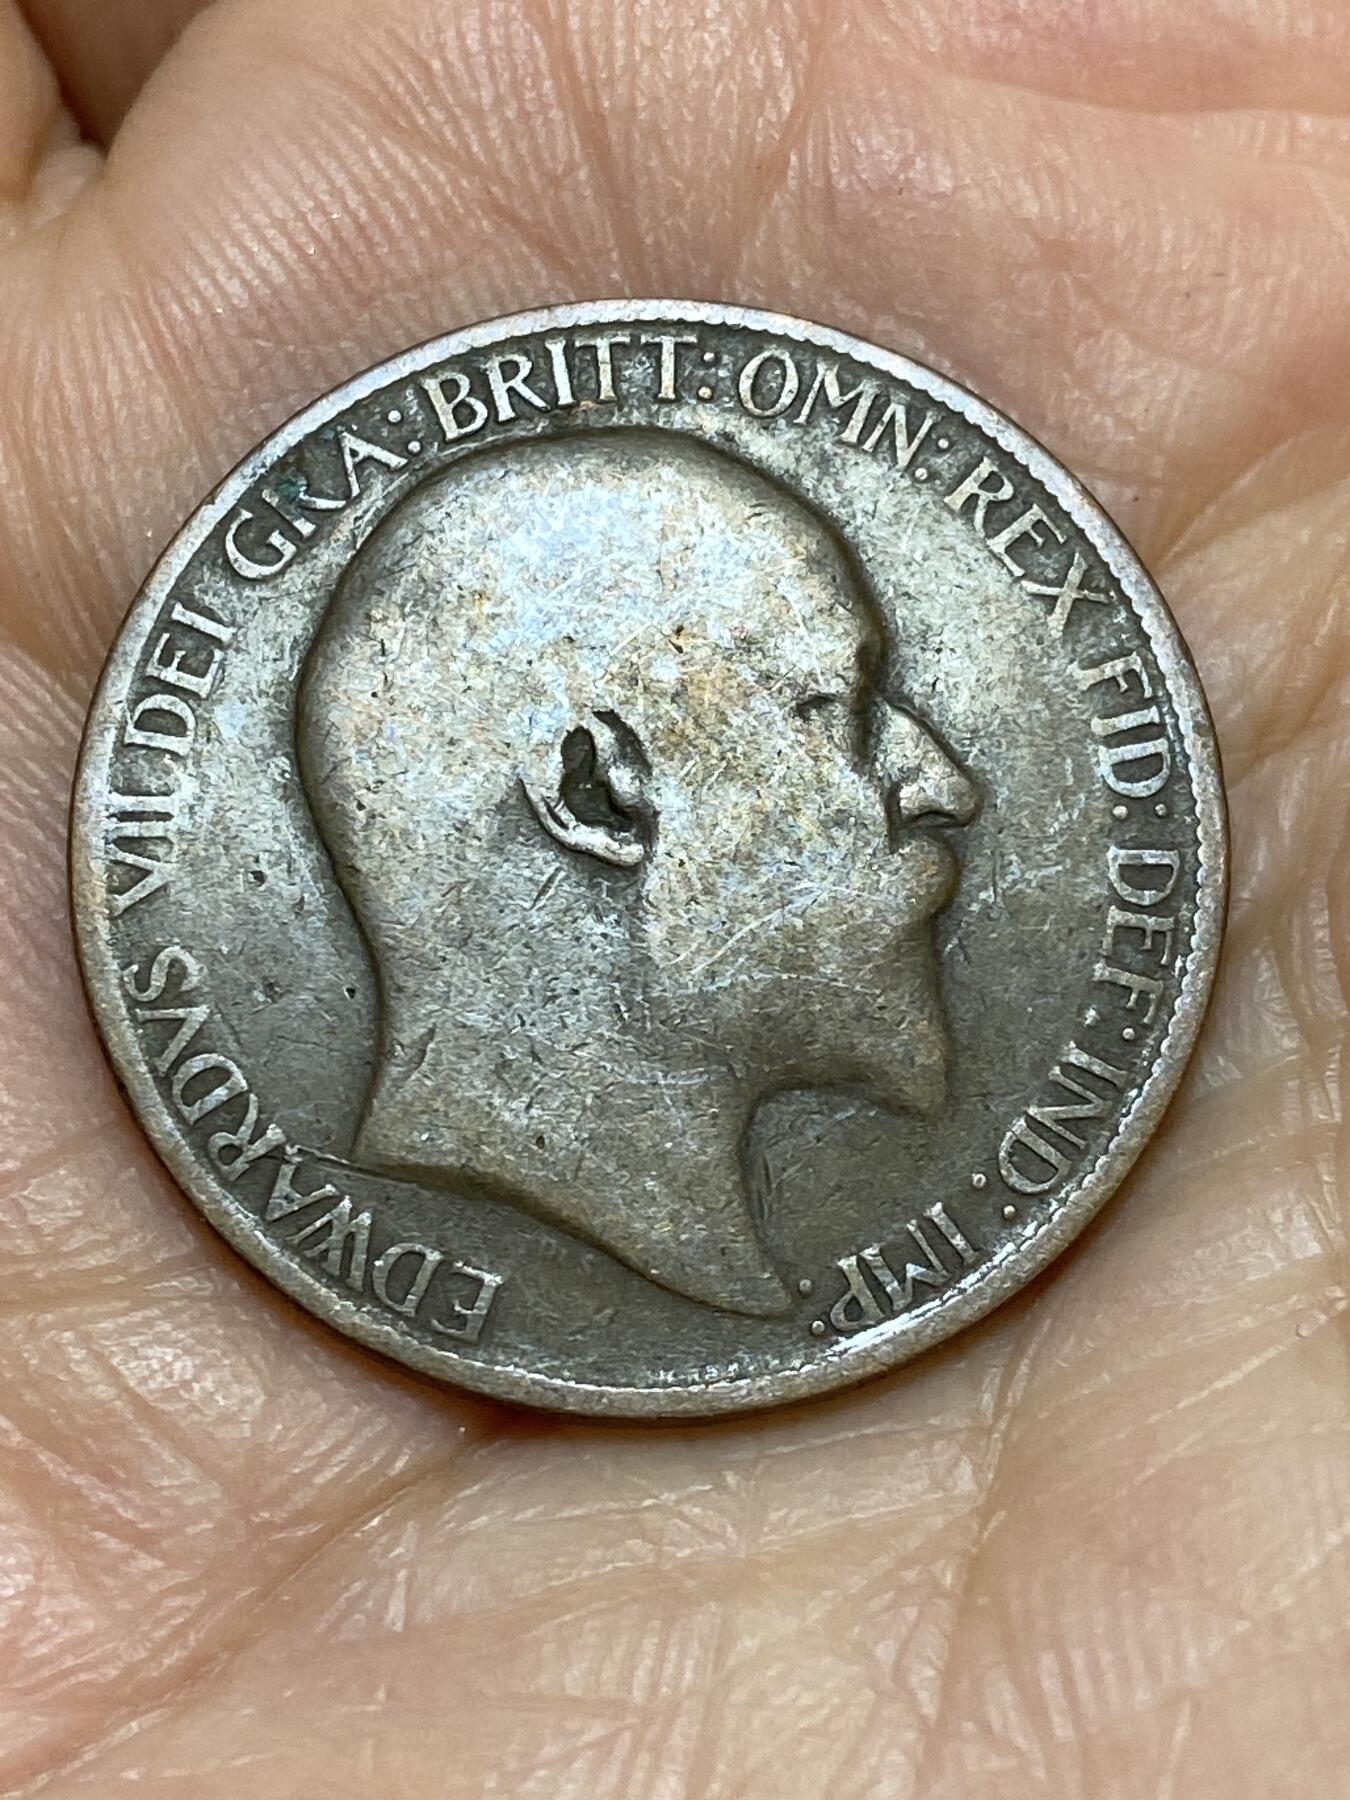 EDWARDVS VII DEI GRA: BRITT: OMN: REX FID: DEF: IND: IMP: